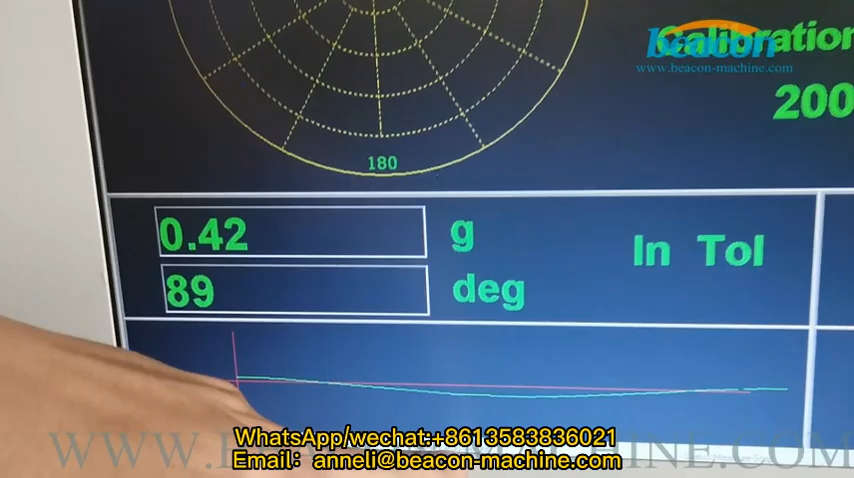 Calibration
beacon
www.beacon-machine.com
200
180
0.42 g
In Tol
89 deg
WhatsApp/wechat:+8613583836021
Email: anneli@beacon-machine.com